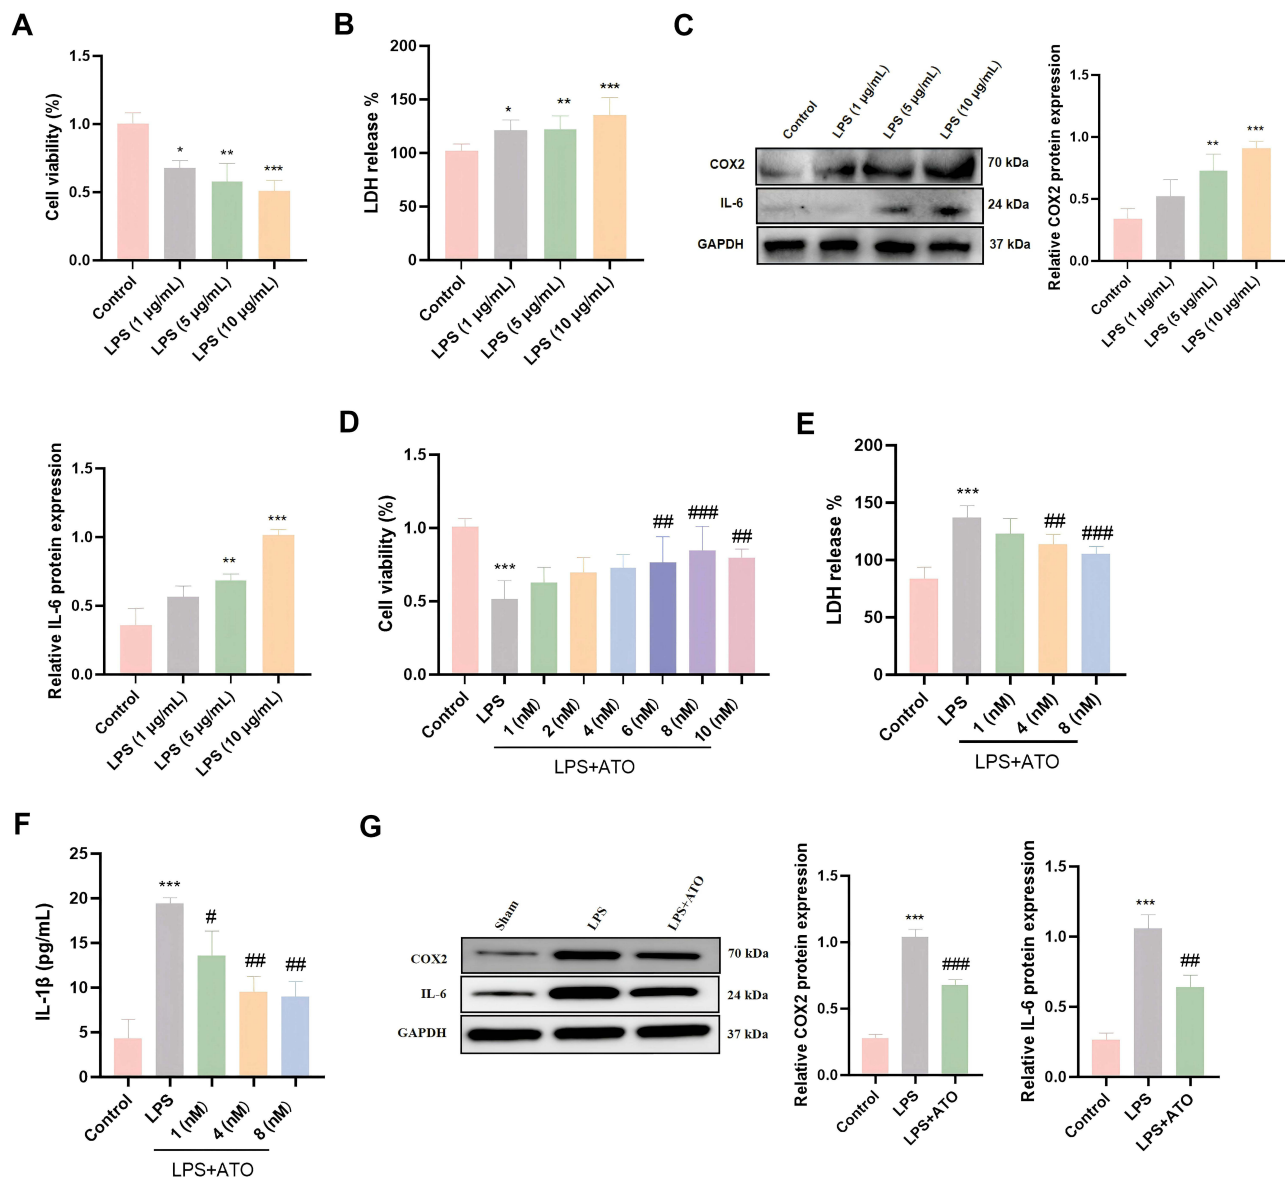 A
Cell viability (%)
1.5
1.0
0.5
0.0
*
**
***
Control
LPS (1 µg/mL)
LPS (5 µg/mL)
LPS (10 µg/mL)
B
LDH release %
200
150
100
50
0
*
**
***
Control
LPS (1 µg/mL)
LPS (5 µg/mL)
LPS (10 µg/mL)
C
Control
LPS (1 µg/mL)
LPS (5 µg/mL)
LPS (10 µg/mL)
COX2
70 kDa
IL-6
24 kDa
GAPDH
37 kDa
Relative COX2 protein expression
1.5
1.0
0.5
0.0
**
***
Control
LPS (1 µg/mL)
LPS (5 µg/mL)
LPS (10 µg/mL)
Relative IL-6 protein expression
1.5
1.0
0.5
0.0
**
***
Control
LPS (1 µg/mL)
LPS (5 µg/mL)
LPS (10 µg/mL)
D
Cell viability (%)
1.5
1.0
0.5
0.0
***
##
###
##
Control
LPS
1 (nM)
2 (nM)
4 (nM)
6 (nM)
8 (nM)
10 (nM)
LPS+ATO
E
LDH release %
200
150
100
50
0
***
##
###
Control
LPS
1 (nM)
4 (nM)
8 (nM)
LPS+ATO
F
IL-1β (pg/mL)
25
20
15
10
5
0
***
#
##
##
Control
LPS
1 (nM)
4 (nM)
8 (nM)
LPS+ATO
G
Sham
LPS
LPS+ATO
COX2
70 kDa
IL-6
24 kDa
GAPDH
37 kDa
Relative COX2 protein expression
1.5
1.0
0.5
0.0
***
###
Control
LPS
LPS+ATO
Relative IL-6 protein expression
1.5
1.0
0.5
0.0
***
##
Control
LPS
LPS+ATO